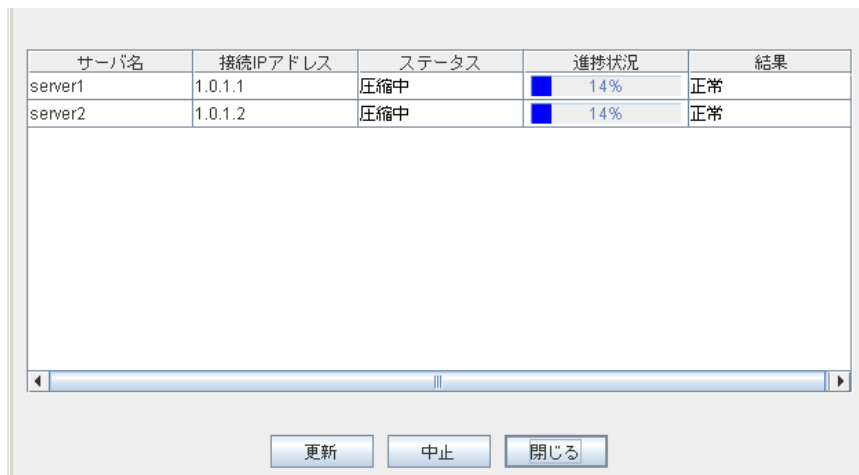 サーバ名 接続IPアドレス ステータス 進捗状況 結果
server1 1.0.1.1 圧縮中 14% 正常
server2 1.0.1.2 圧縮中 14% 正常
更新 中止 閉じる